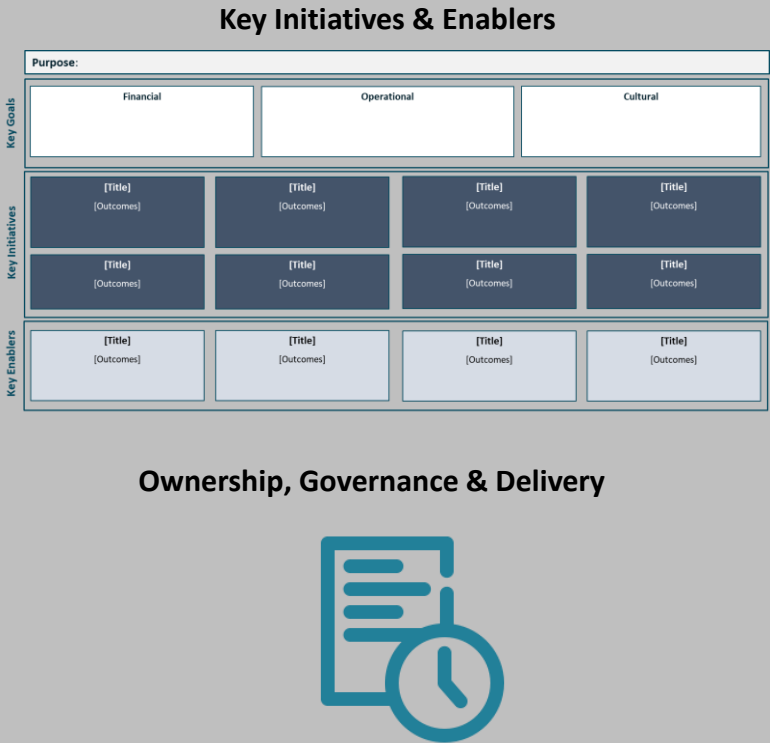 Key Initiatives & Enablers
Purpose:
Key Goals
Financial
Operational
Cultural
Key Initiatives
[Title]
[Outcomes]
[Title]
[Outcomes]
[Title]
[Outcomes]
[Title]
[Outcomes]
[Title]
[Outcomes]
[Title]
[Outcomes]
[Title]
[Outcomes]
[Title]
[Outcomes]
Key Enablers
[Title]
[Outcomes]
[Title]
[Outcomes]
[Title]
[Outcomes]
[Title]
[Outcomes]
Ownership, Governance & Delivery